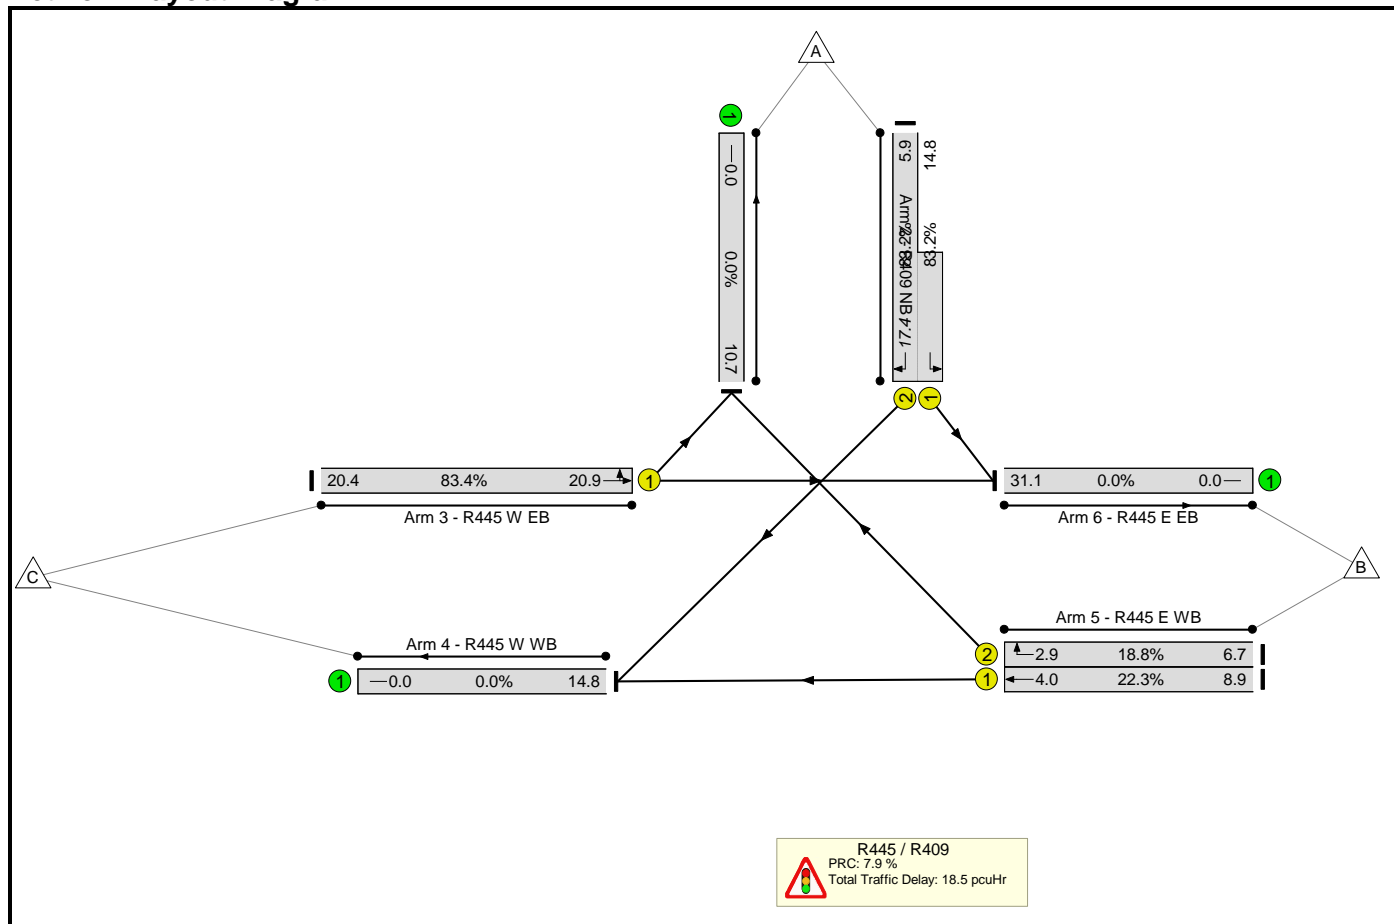 A
1
0.0
0.0%
10.7
5.9
14.8
83.2%
17.4
2
1
20.4 83.4% 20.9
1
Arm 3 - R445 W EB
31.1 0.0% 0.0
1
Arm 6 - R445 E EB
C
B
Arm 4 - R445 W WB
1
0.0 0.0% 14.8
Arm 5 - R445 E WB
2
2.9 18.8% 6.7
1
4.0 22.3% 8.9
R445 / R409
PRC: 7.9 %
Total Traffic Delay: 18.5 pcuHr